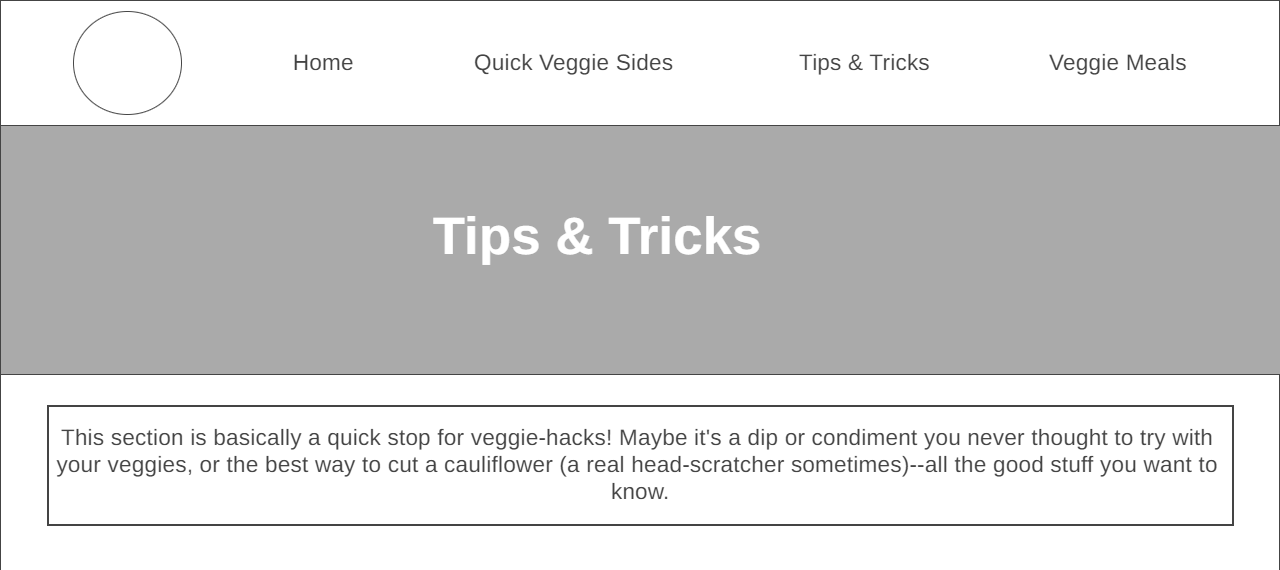 Home
Quick Veggie Sides
Tips & Tricks
Veggie Meals
Tips & Tricks
This section is basically a quick stop for veggie-hacks! Maybe it's a dip or condiment you never thought to try with
your veggies, or the best way to cut a cauliflower (a real head-scratcher sometimes)--all the good stuff you want to
know.